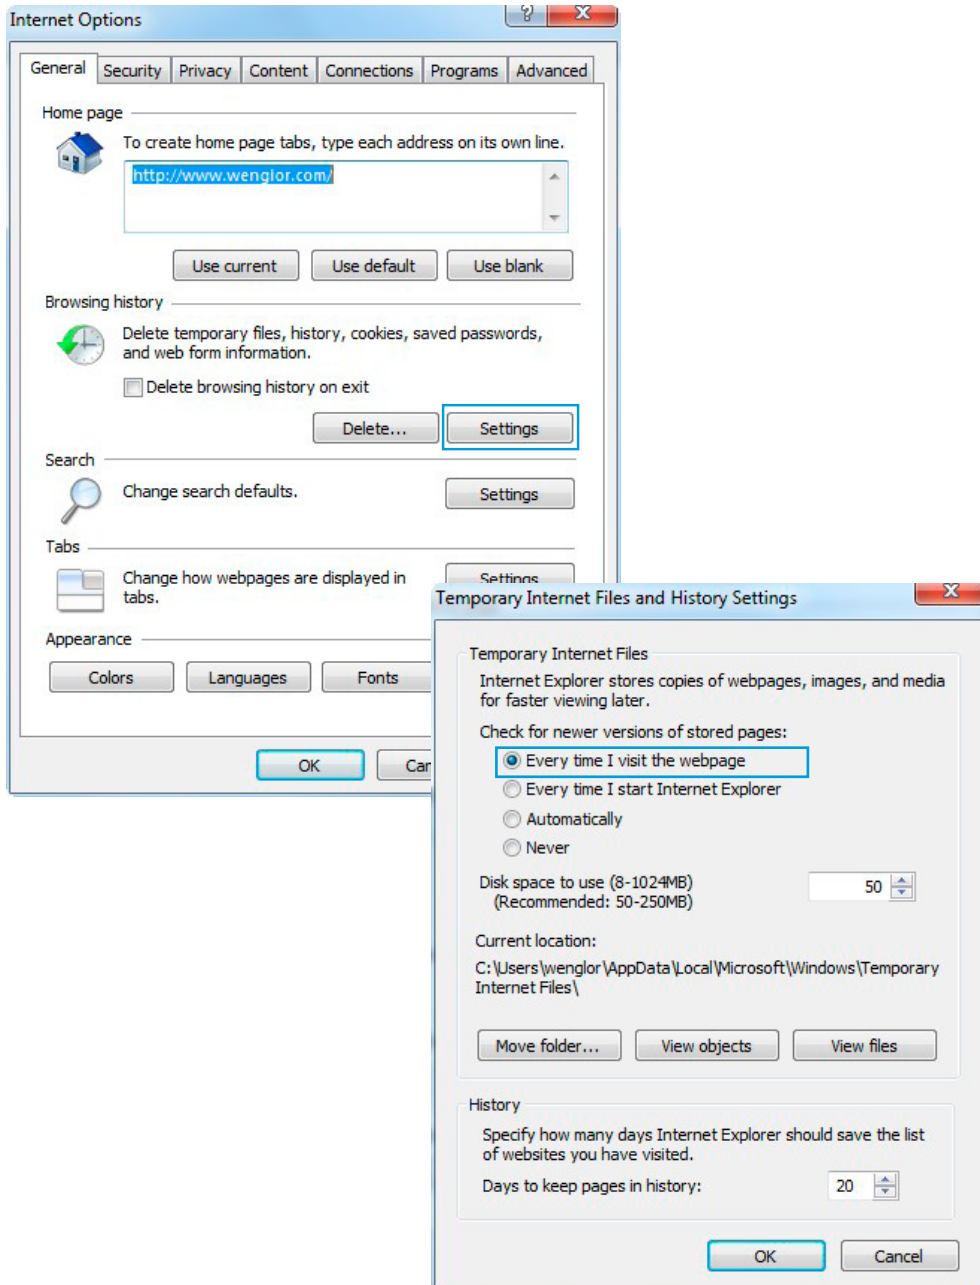 Internet Options
General Security Privacy Content Connections Programs Advanced
Home page
To create home page tabs, type each address on its own line.
http://www.wenglor.com/
Use current Use default Use blank
Browsing history
Delete temporary files, history, cookies, saved passwords,
and web form information.
Delete browsing history on exit
Delete... Settings
Search
Change search defaults.
Settings
Tabs
Change how webpages are displayed in
tabs.
Settings
Appearance
Colors Languages Fonts
OK Can
Temporary Internet Files and History Settings
Temporary Internet Files
Internet Explorer stores copies of webpages, images, and media
for faster viewing later.
Check for newer versions of stored pages:
Every time I visit the webpage
Every time I start Internet Explorer
Automatically
Never
Disk space to use (8-1024MB)
(Recommended: 50-250MB)
50
Current location:
C:\Users\wenglor\AppData\Local\Microsoft\Windows\Temporary
Internet Files\
Move folder... View objects View files
History
Specify how many days Internet Explorer should save the list
of websites you have visited.
Days to keep pages in history: 20
OK Cancel